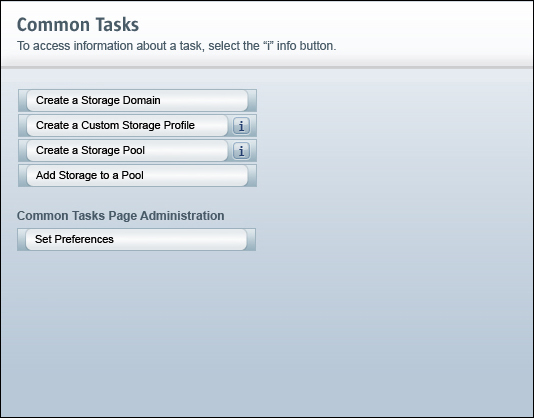 Common Tasks
To access information about a task, select the “i” info button.
Create a Storage Domain
Create a Custom Storage Profile
i
Create a Storage Pool
i
Add Storage to a Pool
Common Tasks Page Administration
Set Preferences